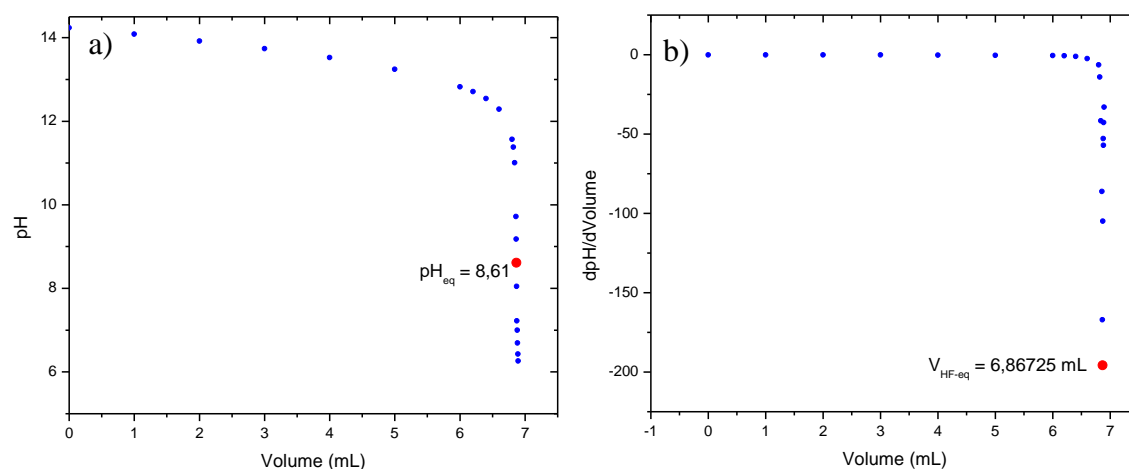 a)
14
12
10
8
6
pH
pH_eq = 8,61
0 1 2 3 4 5 6 7
Volume (mL)
b)
0
-50
-100
-150
-200
dpH/dVolume
V_HF-eq = 6,86725 mL
-1 0 1 2 3 4 5 6 7
Volume (mL)